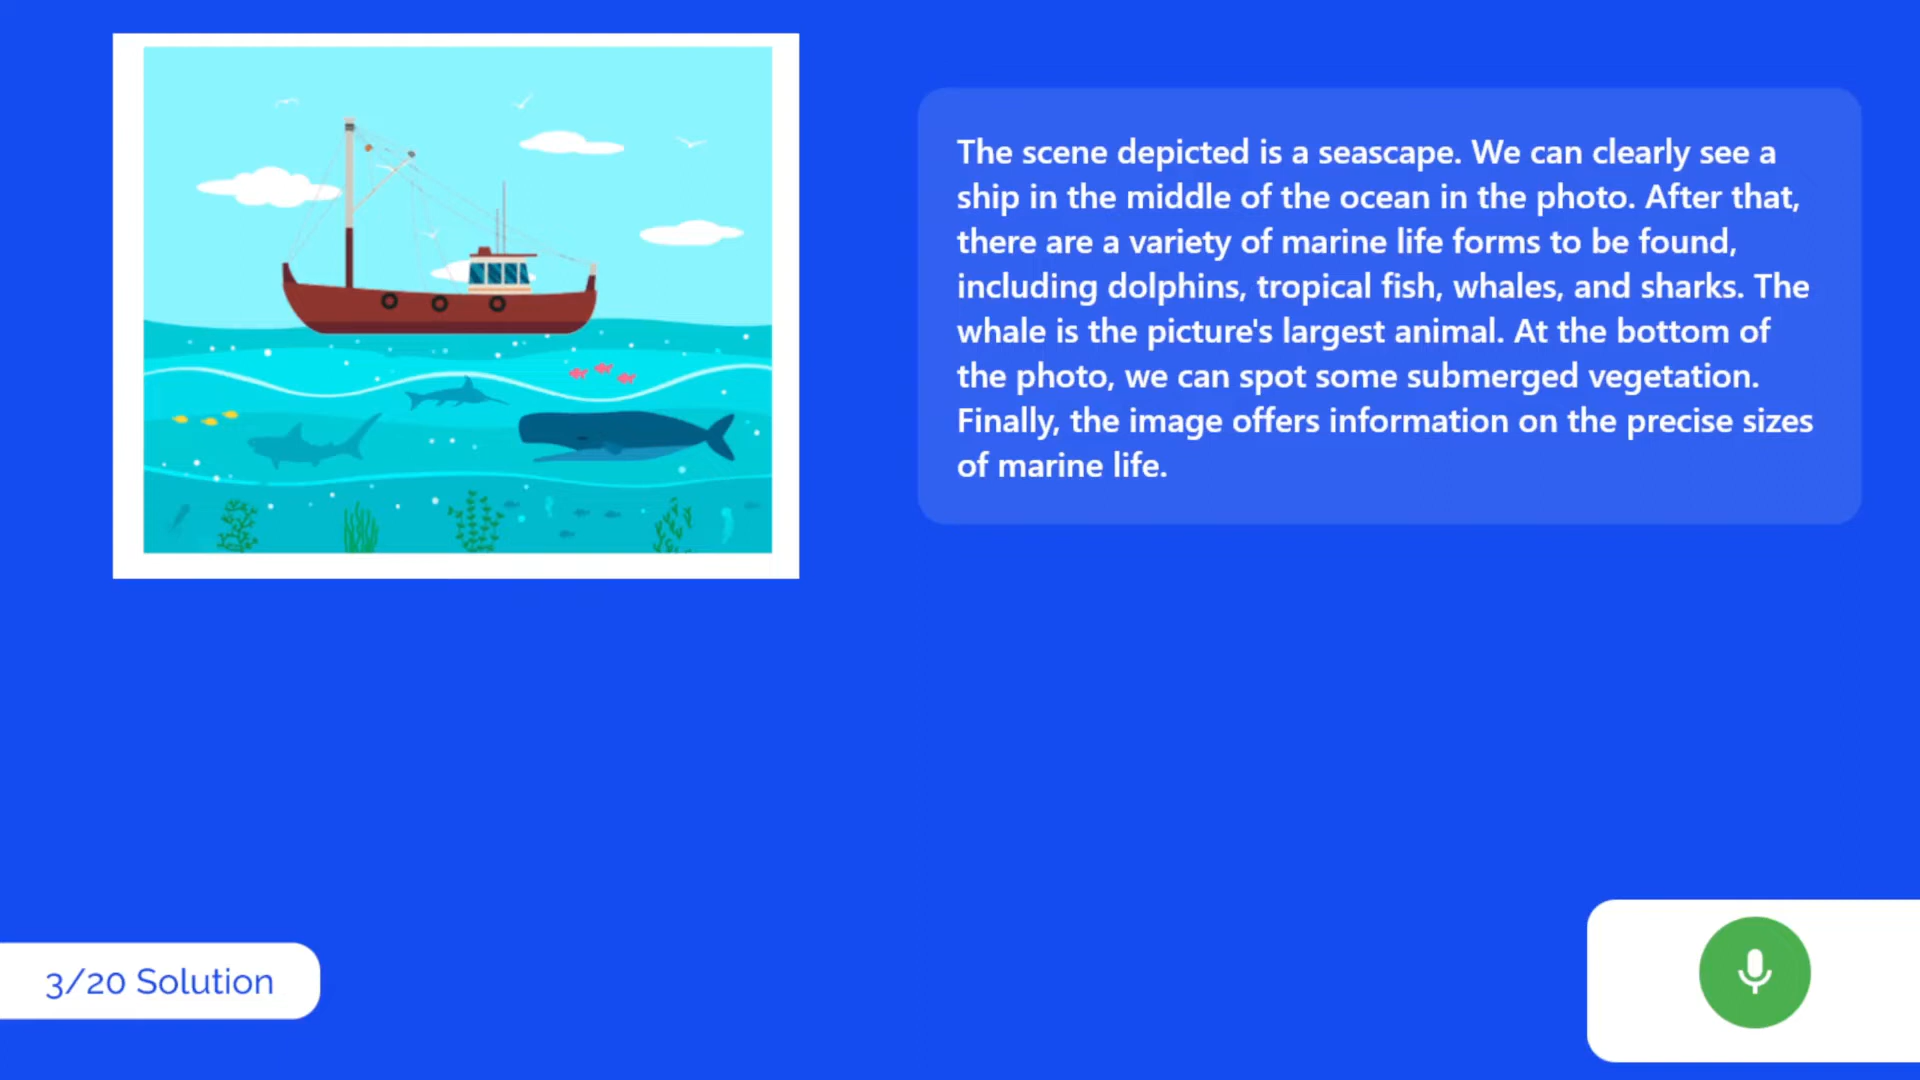 The scene depicted is a seascape. We can clearly see a
ship in the middle of the ocean in the photo. After that,
there are a variety of marine life forms to be found,
including dolphins, tropical fish, whales, and sharks. The
whale is the picture's largest animal. At the bottom of
the photo, we can spot some submerged vegetation.
Finally, the image offers information on the precise sizes
of marine life.
3/20 Solution